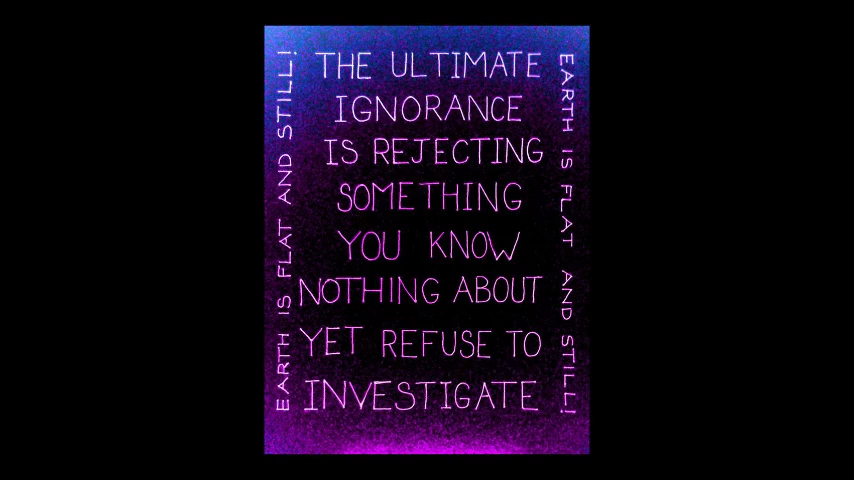 EARTH IS FLAT AND STILL!
THE ULTIMATE
IGNORANCE
IS REJECTING
SOMETHING
YOU KNOW
NOTHING ABOUT
YET REFUSE TO
INVESTIGATE
EARTH IS FLAT AND STILL!